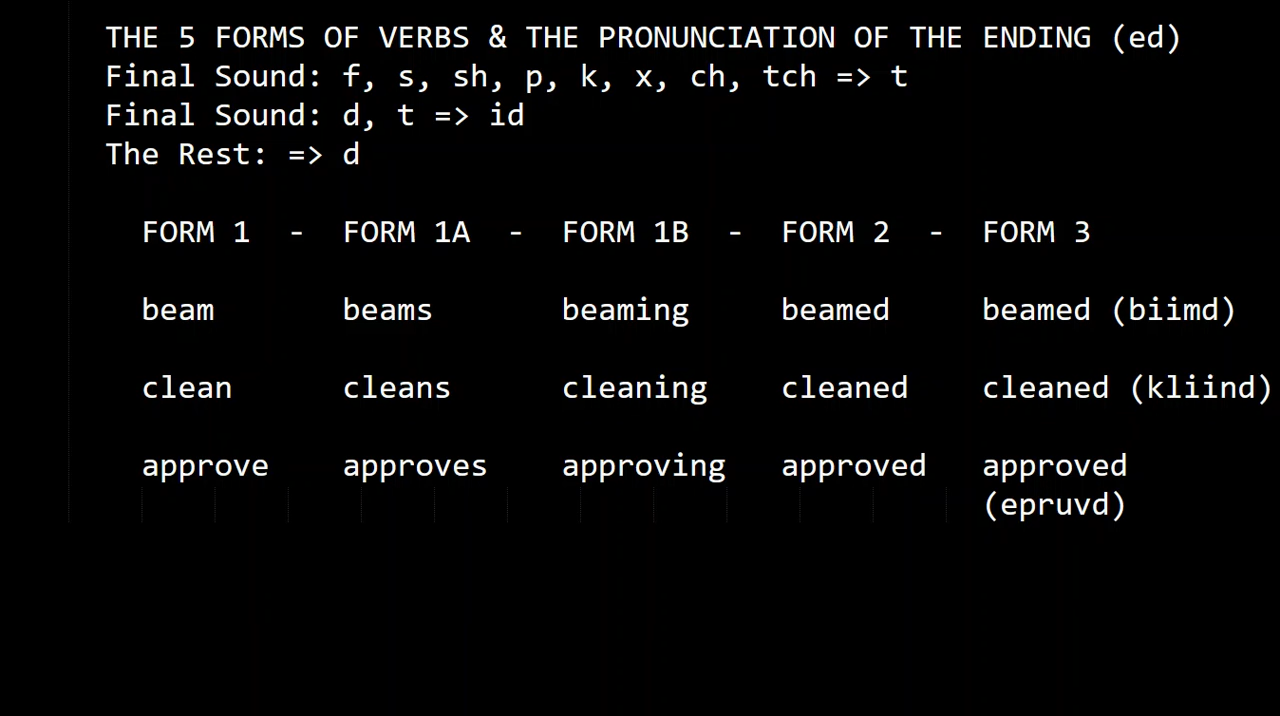 THE 5 FORMS OF VERBS & THE PRONUNCIATION OF THE ENDING (ed)
Final Sound: f, s, sh, p, k, x, ch, tch => t
Final Sound: d, t => id
The Rest: => d
FORM 1 - FORM 1A - FORM 1B - FORM 2 - FORM 3
beam beams beaming beamed beamed (biimd)
clean cleans cleaning cleaned cleaned (kliind)
approve approves approving approved approved
(epruvd)